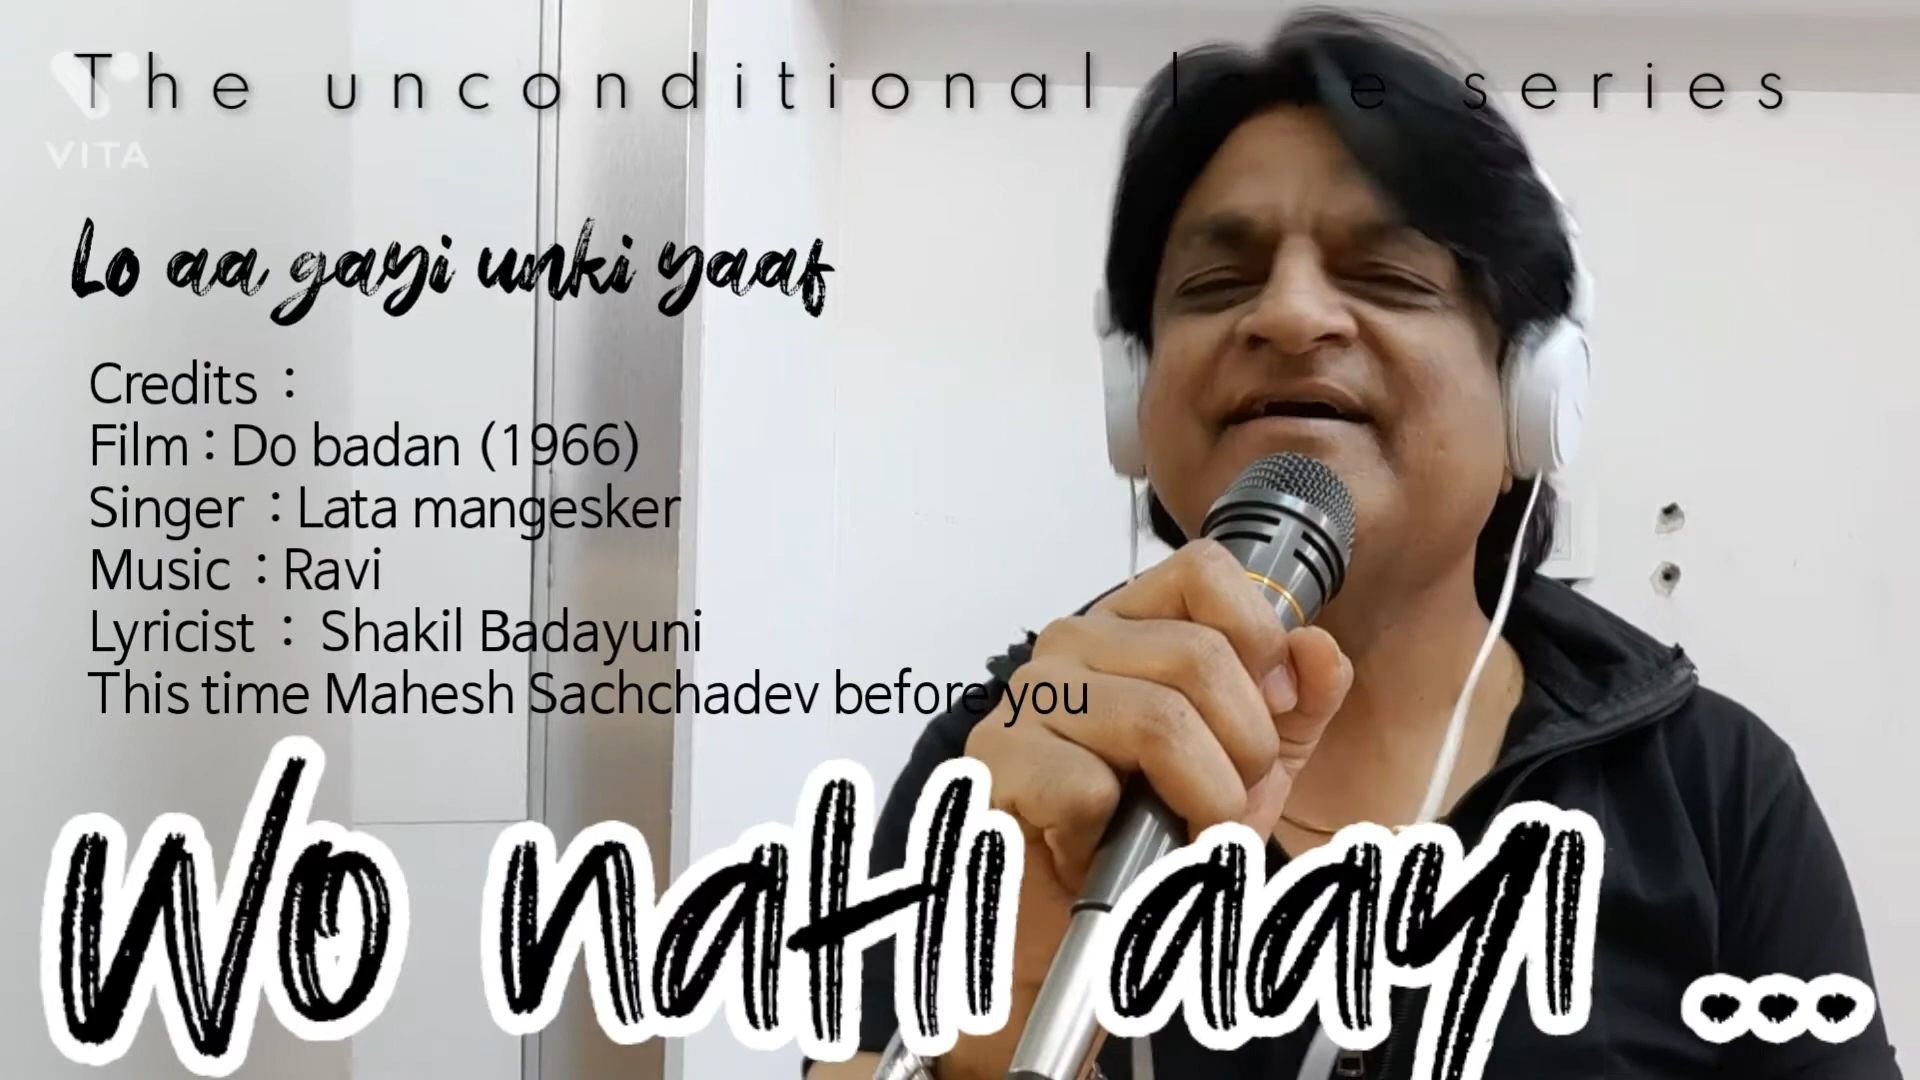 The unconditional love series
VITA
Lo aa gayi unki yaaf
Credits :
Film : Do badan (1966)
Singer : Lata mangesker
Music : Ravi
Lyricist : Shakil Badayuni
This time Mahesh Sachchadev before you
Wo naHi aayi ...